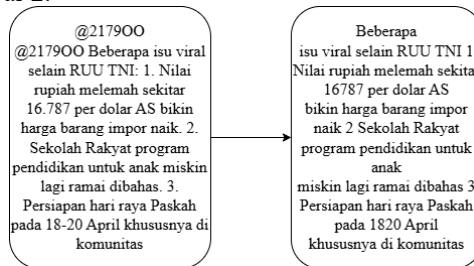 @2179OO
@2179OO Beberapa isu viral
selain RUU TNI: 1. Nilai
rupiah melemah sekitar
16.787 per dolar AS bikin
harga barang impor naik. 2.
Sekolah Rakyat program
pendidikan untuk anak miskin
lagi ramai dibahas. 3.
Persiapan hari raya Paskah
pada 18-20 April khususnya di
komunitas
Beberapa
isu viral selain RUU TNI 1
Nilai rupiah melemah sekita
16787 per dolar AS
bikin harga barang impor
naik 2 Sekolah Rakyat
program pendidikan untuk
anak
miskin lagi ramai dibahas 3
Persiapan hari raya Paskah
pada 1820 April
khususnya di komunitas